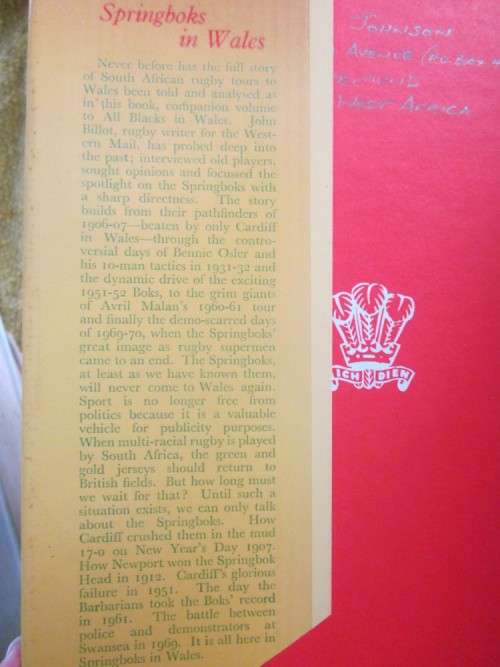 Springboks
in Wales
Never before has the full story
of South African rugby tours to
Wales been told and analysed as
in this book, companion volume
to All Blacks in Wales. John
Billot, rugby writer for the West-
ern Mail, has probed deep into
the past; interviewed old players,
sought opinions and focussed the
spotlight on the Springboks with
a sharp directness. The story
builds from their pathfinders of
1906-07—beaten by only Cardiff
in Wales—through the contro-
versial days of Bennie Osler and
his 10-man tactics in 1931-32 and
the dynamic drive of the exciting
1951-52 Boks, to the grim giants
of Avril Malan's 1960-61 tour
and finally the demo-scarred days
of 1969-70, when the Springboks'
great image as rugby supermen
came to an end. The Springboks,
at least as we have known them,
will never come to Wales again.
Sport is no longer free from
politics because it is a valuable
vehicle for publicity purposes.
When multi-racial rugby is played
by South Africa, the green and
gold jerseys should return to
British fields. But how long must
we wait for that? Until such a
situation exists, we can only talk
about the Springboks. How
Cardiff crushed them in the mud
17-0 on New Year's Day 1907.
How Newport won the Springbok
Head in 1912. Cardiff's glorious
failure in 1951. The day the
Barbarians took the Boks' record
in 1961. The battle between
police and demonstrators at
Swansea in 1969. It is all here in
Springboks in Wales.
Johnson
Avenue (P.O. Box 4
West Africa
ICH DIEN